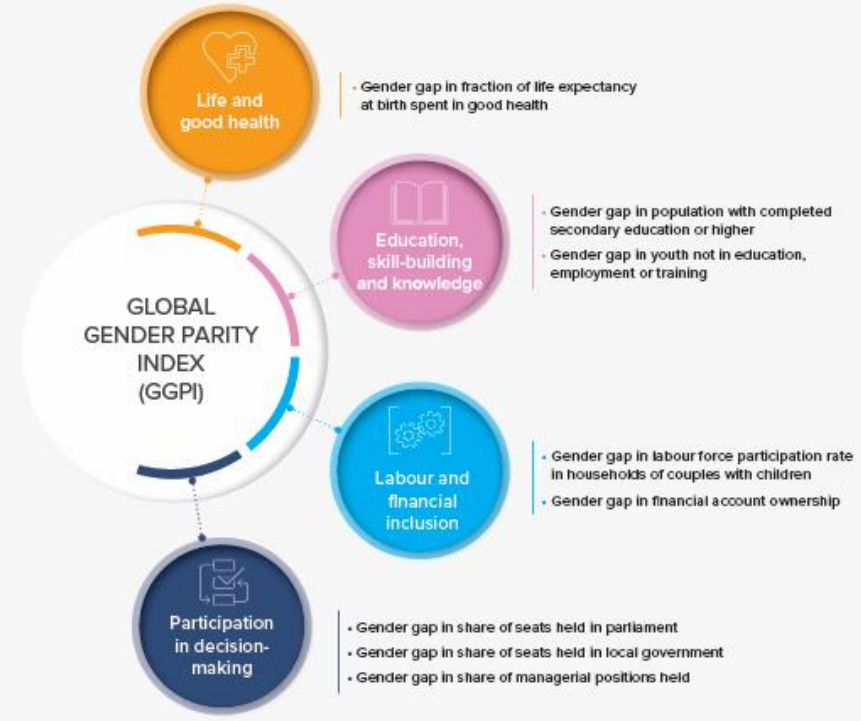 Life and
good health
• Gender gap in fraction of life expectancy
at birth spent in good health
Education,
skill-building
and knowledge
• Gender gap in population with completed
secondary education or higher
• Gender gap in youth not in education,
employment or training
GLOBAL
GENDER PARITY
INDEX
(GGPI)
Labour and
financial
inclusion
• Gender gap in labour force participation rate
in households of couples with children
• Gender gap in financial account ownership
Participation
in decision-
making
• Gender gap in share of seats held in parliament
• Gender gap in share of seats held in local government
• Gender gap in share of managerial positions held